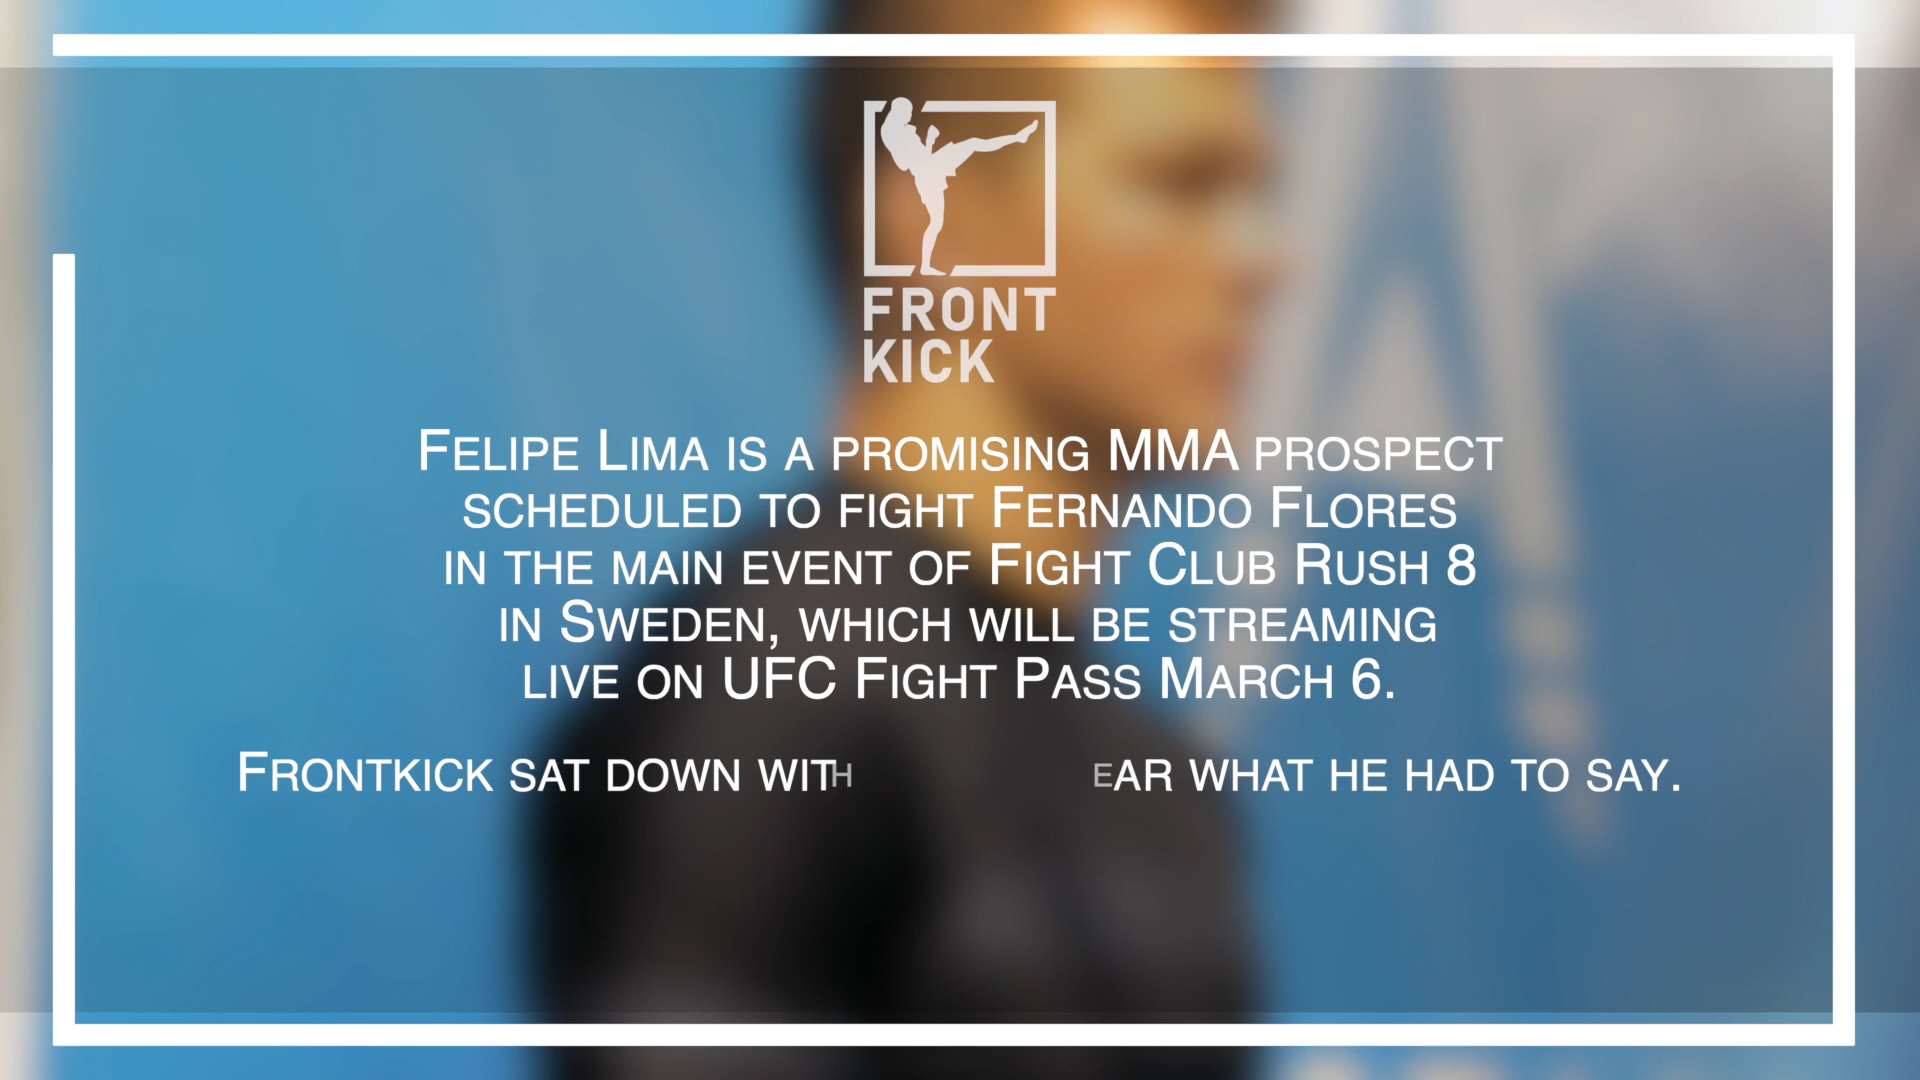 FRONT
KICK
Felipe Lima is a promising MMA prospect
scheduled to fight Fernando Flores
in the main event of Fight Club Rush 8
in Sweden, which will be streaming
live on UFC Fight Pass March 6.
Frontkick sat down with ear what he had to say.